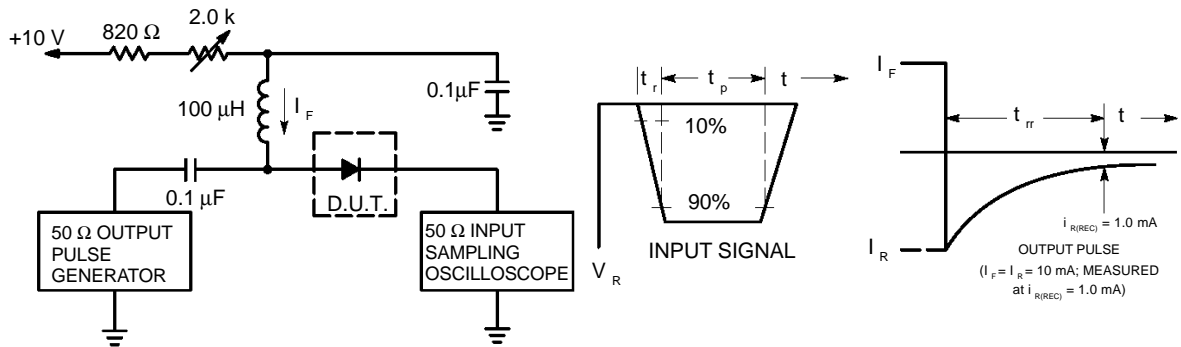 +10 V
820 Ω
2.0 k
100 μH
I F
0.1μF
0.1 μF
D.U.T.
50 Ω OUTPUT
PULSE
GENERATOR
50 Ω INPUT
SAMPLING
OSCILLOSCOPE
t r
t p
t
10%
90%
V R
INPUT SIGNAL
I F
t rr
t
I R
i R(REC) = 1.0 mA
OUTPUT PULSE
(I F = I R = 10 mA; MEASURED
at i R(REC) = 1.0 mA)